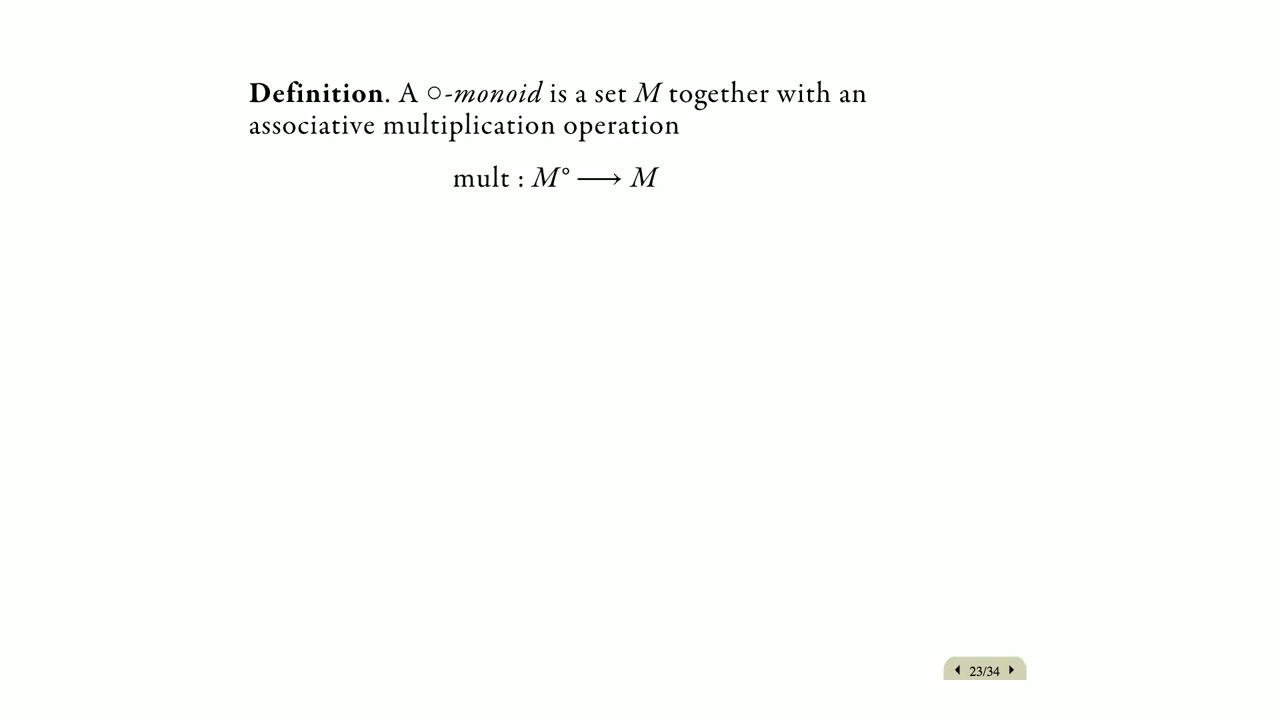 Definition. A ○-monoid is a set M together with an
associative multiplication operation
mult : M° ⟶ M
23/34